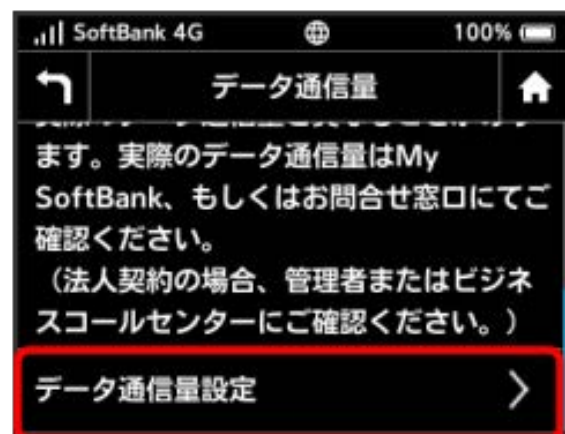 SoftBank 4G 100%
データ通信量
ます。実際のデータ通信量はMy
SoftBank、もしくはお問合せ窓口にてご
確認ください。
（法人契約の場合、管理者またはビジネ
スコールセンターにご確認ください。）
データ通信量設定